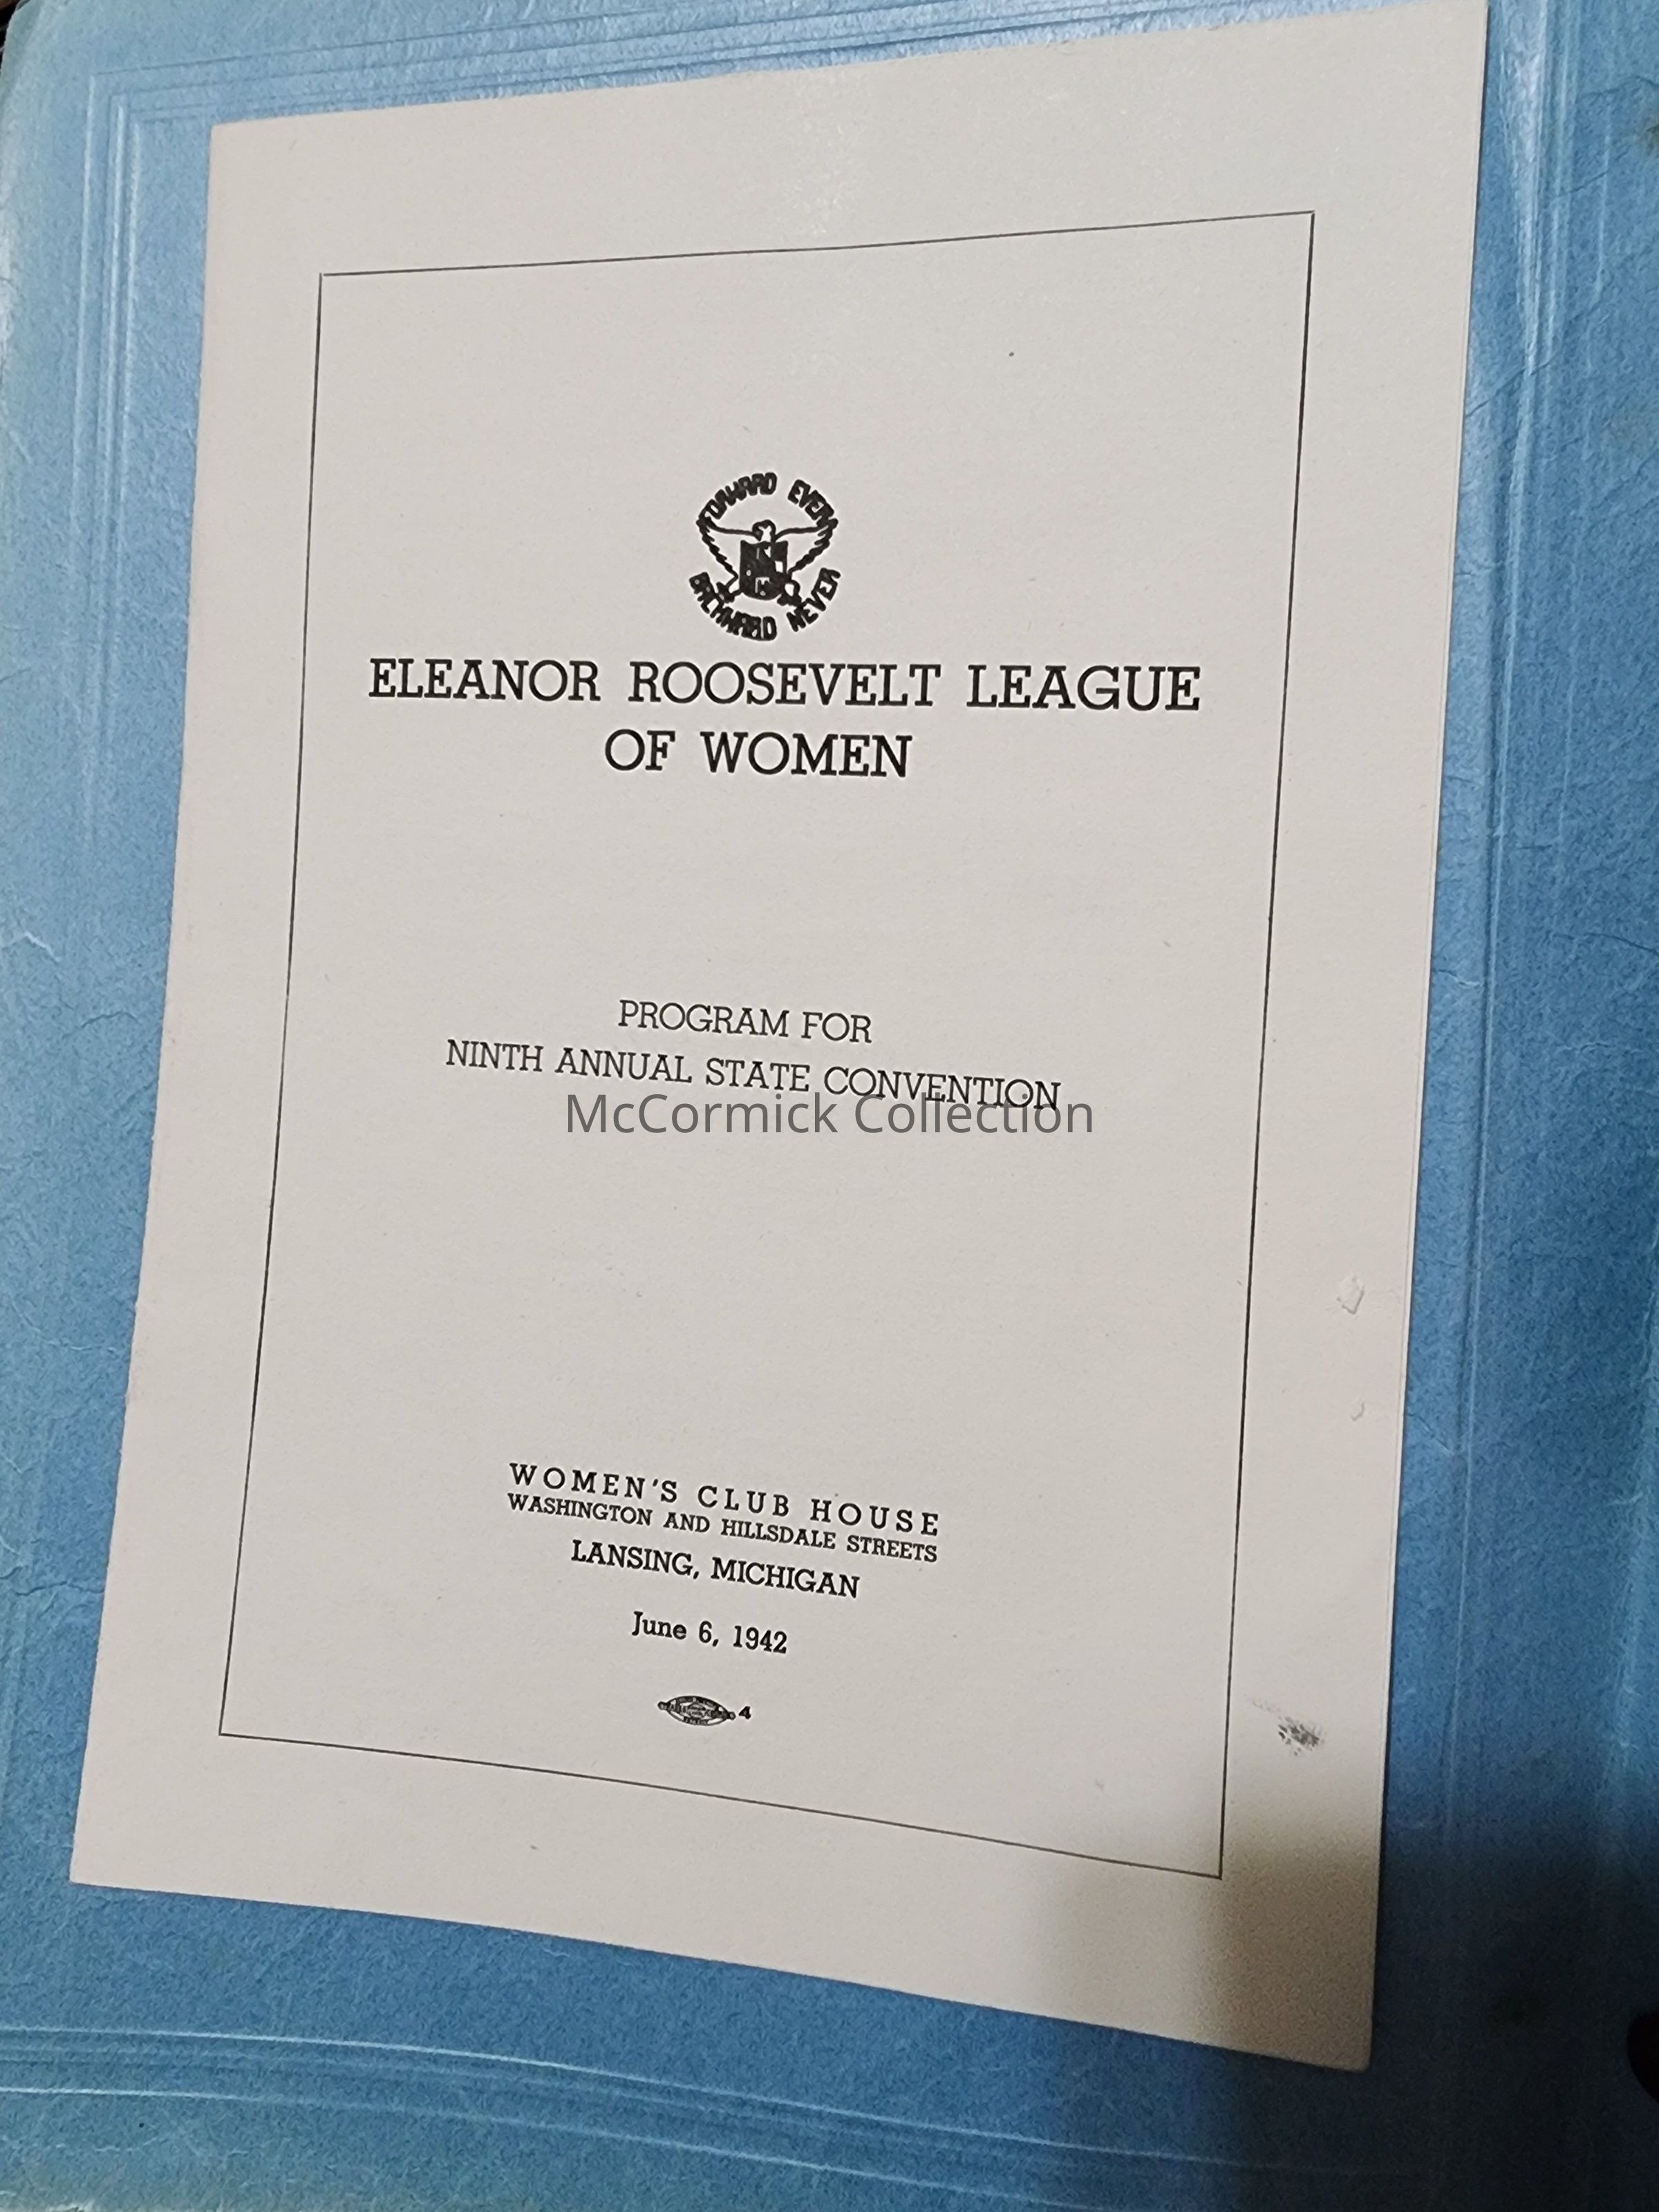 FORWARD EVER
BACKWARD NEVER
ELEANOR ROOSEVELT LEAGUE
OF WOMEN
PROGRAM FOR
NINTH ANNUAL STATE CONVENTION
McCormick Collection
WOMEN'S CLUB HOUSE
WASHINGTON AND HILLSDALE STREETS
LANSING, MICHIGAN
June 6, 1942
4